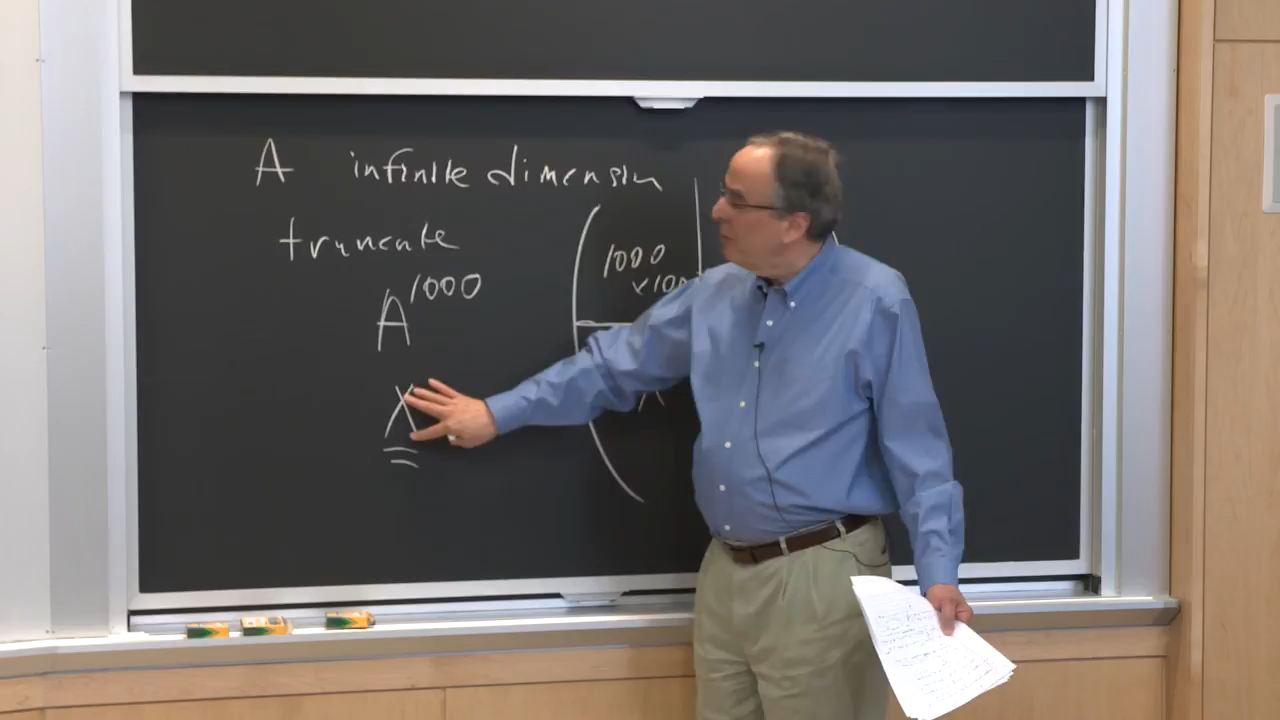 A infinite dimension
truncate
A^1000
1000
x100